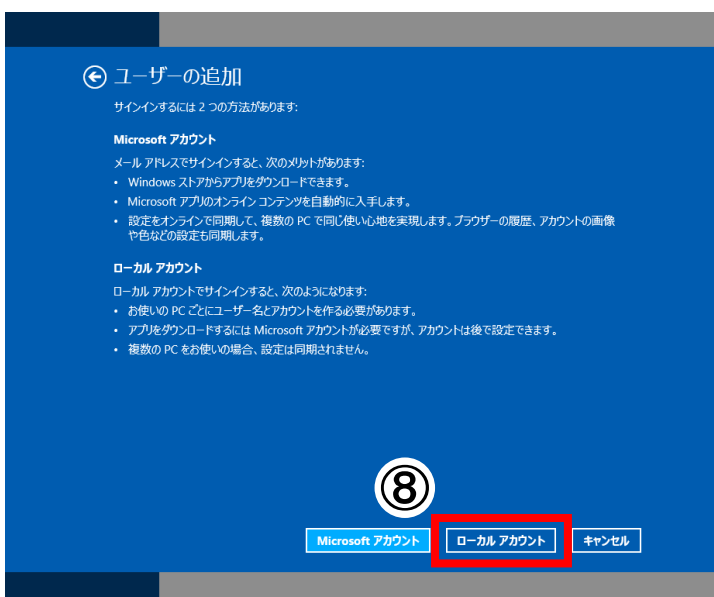 ユーザーの追加
サインインするには 2 つの方法があります:
Microsoft アカウント
メール アドレスでサインインすると、次のメリットがあります:
• Windows ストアからアプリをダウンロードできます。
• Microsoft アプリのオンライン コンテンツを自動的に入手します。
• 設定をオンラインで同期して、複数の PC で同じ使い心地を実現します。ブラウザーの履歴、アカウントの画像
や色などの設定も同期します。
ローカル アカウント
ローカル アカウントでサインインすると、次のようになります:
• お使いの PC ごとにユーザー名とアカウントを作る必要があります。
• アプリをダウンロードするには Microsoft アカウントが必要ですが、アカウントは後で設定できます。
• 複数の PC をお使いの場合、設定は同期されません。
⑧
Microsoft アカウント
ローカル アカウント
キャンセル